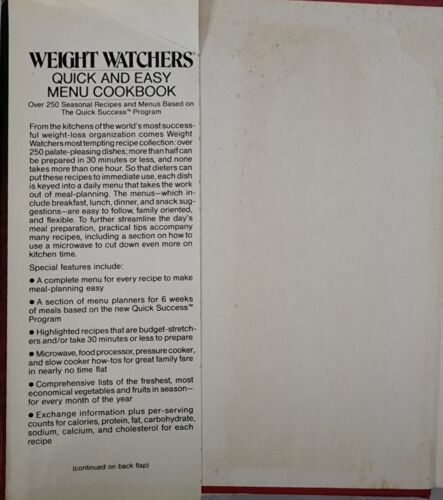 WEIGHT WATCHERS®
QUICK AND EASY
MENU COOKBOOK
Over 250 Seasonal Recipes and Menus Based on
The Quick Success™ Program
From the kitchens of the world's most success-
ful weight-loss organization comes Weight
Watchers most tempting recipe collection: over
250 palate-pleasing dishes; more than half can
be prepared in 30 minutes or less, and none
takes more than one hour. So that dieters can
put these recipes to immediate use, each dish
is keyed into a daily menu that takes the work
out of meal-planning. The menus—which in-
clude breakfast, lunch, dinner, and snack sug-
gestions—are easy to follow, family oriented,
and flexible. To further streamline the day's
meal preparation, practical tips accompany
many recipes, including a section on how to
use a microwave to cut down even more on
kitchen time.
Special features include:
● A complete menu for every recipe to make
meal-planning easy
● A section of menu planners for 6 weeks
of meals based on the new Quick Success™
Program
● Highlighted recipes that are budget-stretch-
ers and/or take 30 minutes or less to prepare
● Microwave, food processor, pressure cooker,
and slow cooker how-tos for great family fare
in nearly no time flat
● Comprehensive lists of the freshest, most
economical vegetables and fruits in season—
for every month of the year
● Exchange information plus per-serving
counts for calories, protein, fat, carbohydrate,
sodium, calcium, and cholesterol for each
recipe
(continued on back flap)